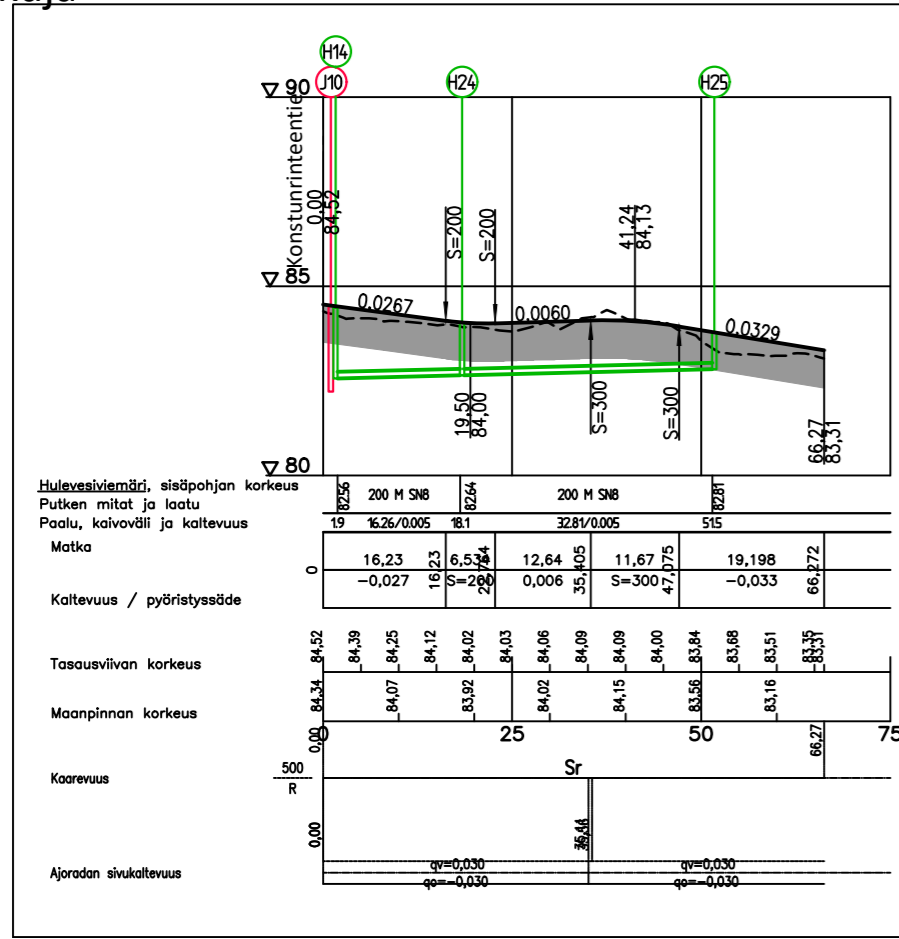 H14
J10
H24
H25
90
Konstunrinteentie
0,00
84,52
S=200
S=200
41,24
84,13
85
0,0267
0,0060
0,0329
19,50
84,00
S=300
S=300
66,27
83,31
80
Hulevesiviemäri, sisäpohjan korkeus
82.56
200 M SN8
82.64
200 M SN8
82.81
Putken mitat ja laatu
Paalu, kaivoväli ja kaltevuus
1.9
16.26/0.005
18.1
32.81/0.005
51.5
Matka
0
16,23
16,23
12,64
35,405
11,67
47,075
19,198
66,272
Kaltevuus / pyöristyssäde
-0,027
S=200
0,006
S=300
-0,033
Tasausviivan korkeus
84,52
84,39
84,25
84,12
84,02
84,03
84,06
84,09
84,09
84,00
83,84
83,68
83,51
83,35
83,31
Maanpinnan korkeus
84,34
84,07
83,92
84,02
84,15
83,56
83,16
0
25
50
75
0,00
66,27
Kaarevuus
500
R
Sr
0,00
Ajoradan sivukaltevuus
qv=0,030
qv=0,030
qo=-0,030
qo=-0,030